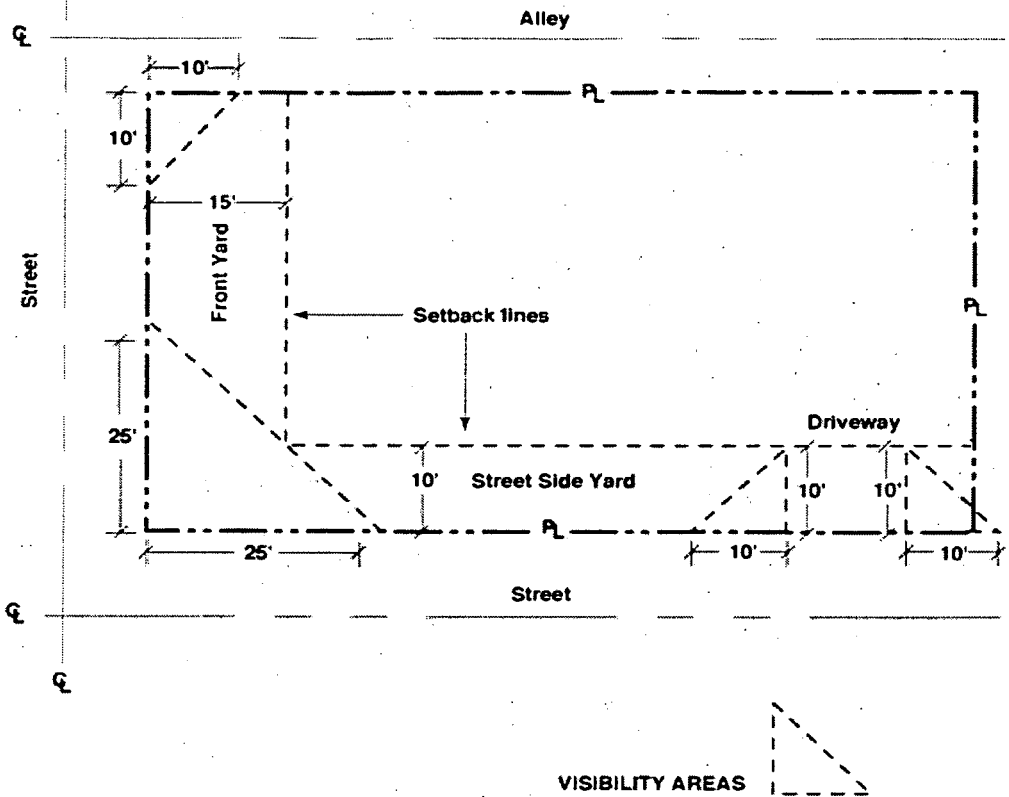 Alley
℄
10'
PL
10'
15'
Front Yard
Street
PL
Setback lines
25'
Driveway
10'
Street Side Yard
10'
10'
PL
25'
10'
10'
Street
℄
℄
VISIBILITY AREAS